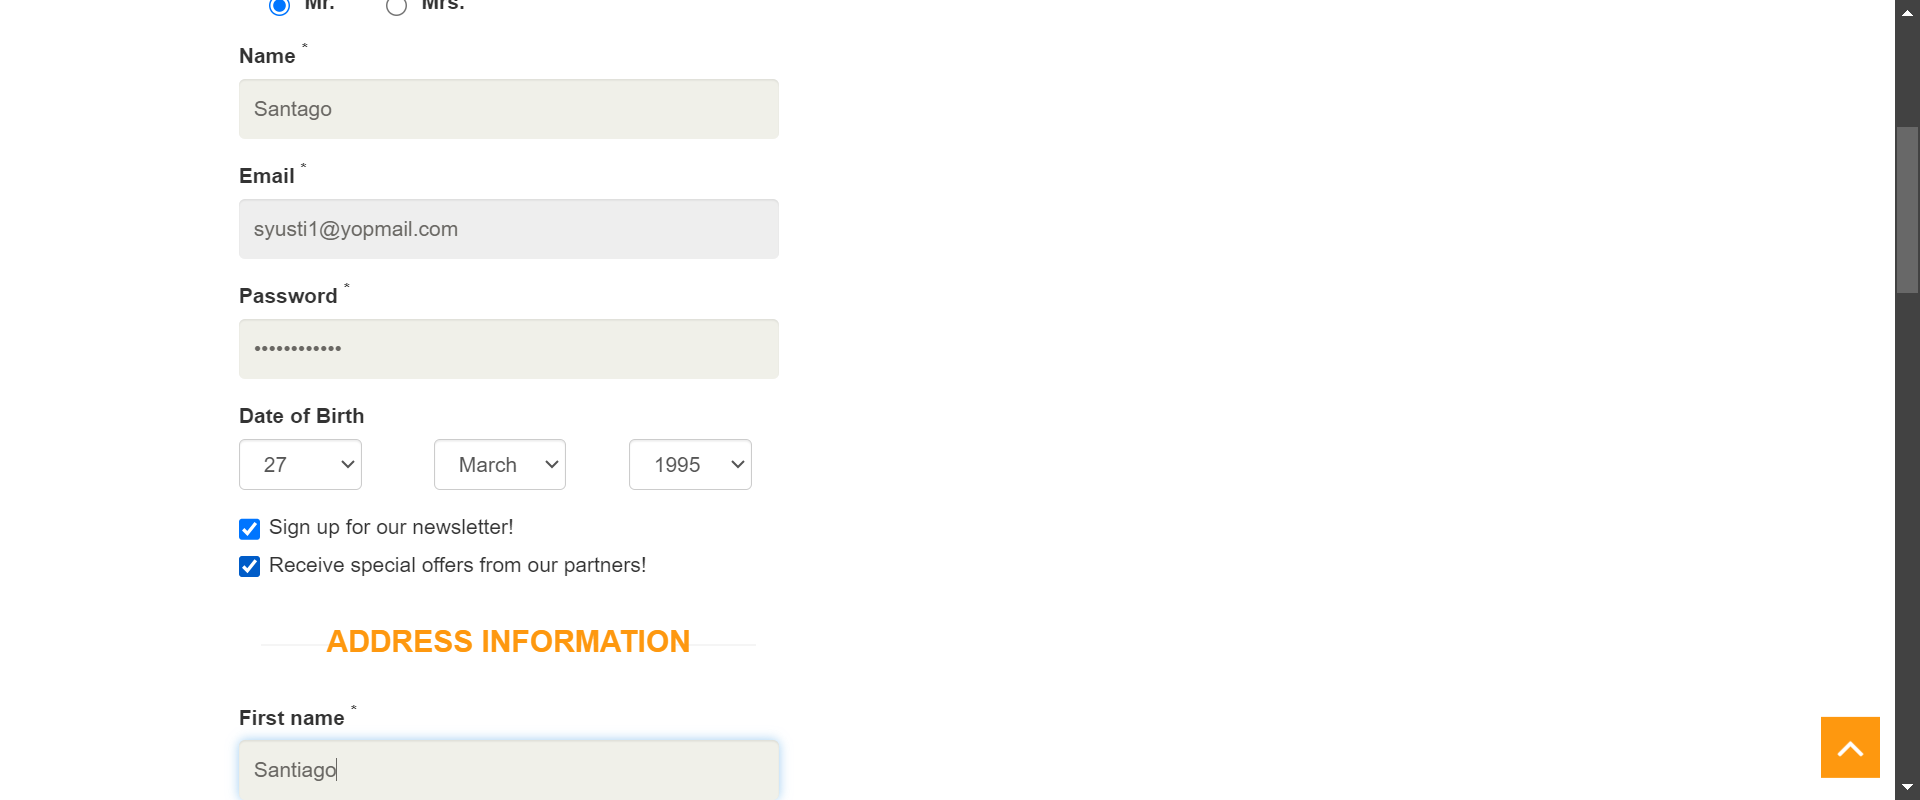 Mr. Mrs.
Name *
Santago
Email *
syusti1@yopmail.com
Password *
••••••••••••
Date of Birth
27 March 1995
Sign up for our newsletter!
Receive special offers from our partners!
ADDRESS INFORMATION
First name *
Santiago